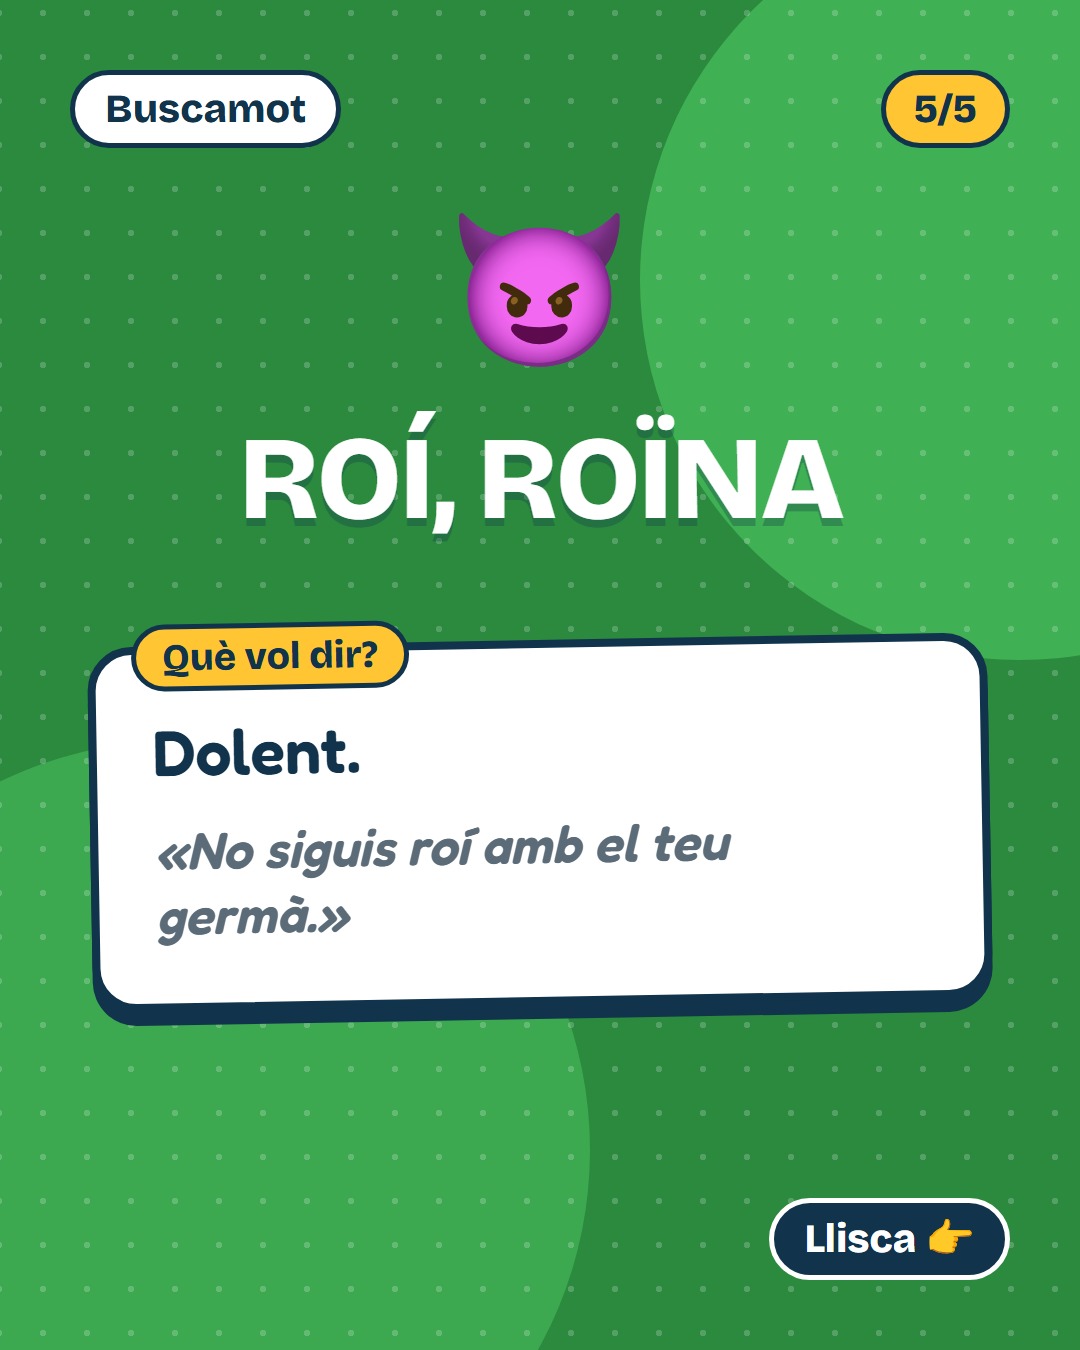 Buscamot
5/5
ROÍ, ROÏNA
Què vol dir?
Dolent.
«No siguis roí amb el teu
germà.»
Llisca 👉